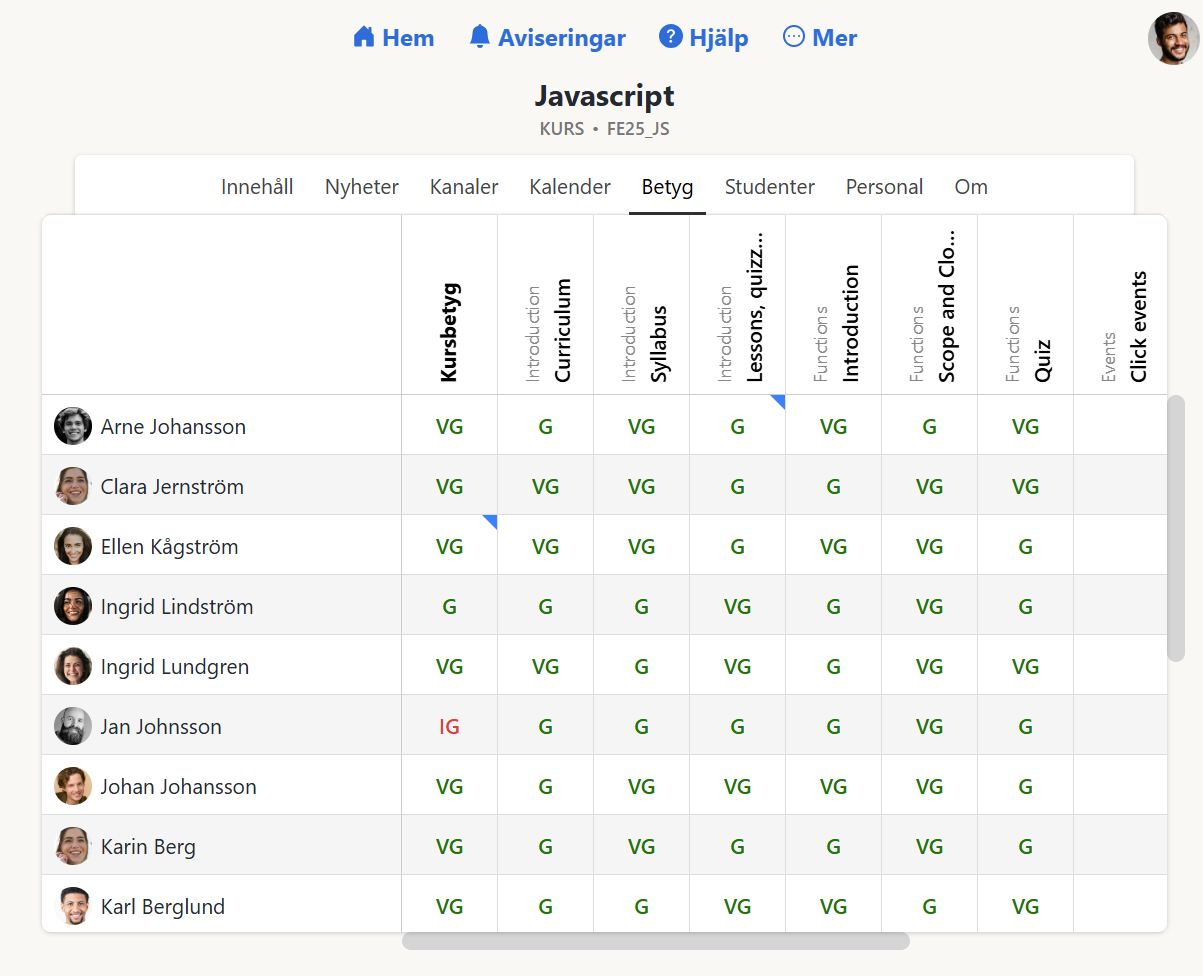 Hem Aviseringar Hjälp Mer
Javascript
KURS • FE25_JS
Innehåll Nyheter Kanaler Kalender Betyg Studenter Personal Om
Kursbetyg
Introduction
Curriculum
Introduction
Syllabus
Introduction
Lessons, quizz...
Functions
Introduction
Functions
Scope and Clo...
Functions
Quiz
Events
Click events
Arne Johansson VG G VG G VG G VG
Clara Jernström VG VG VG G G VG VG
Ellen Kågström VG VG VG G VG VG G
Ingrid Lindström G G G VG G VG G
Ingrid Lundgren VG VG G VG G VG VG
Jan Johnsson IG G G G G VG G
Johan Johansson VG G VG VG VG VG G
Karin Berg VG G VG G G VG G
Karl Berglund VG G G VG VG G VG